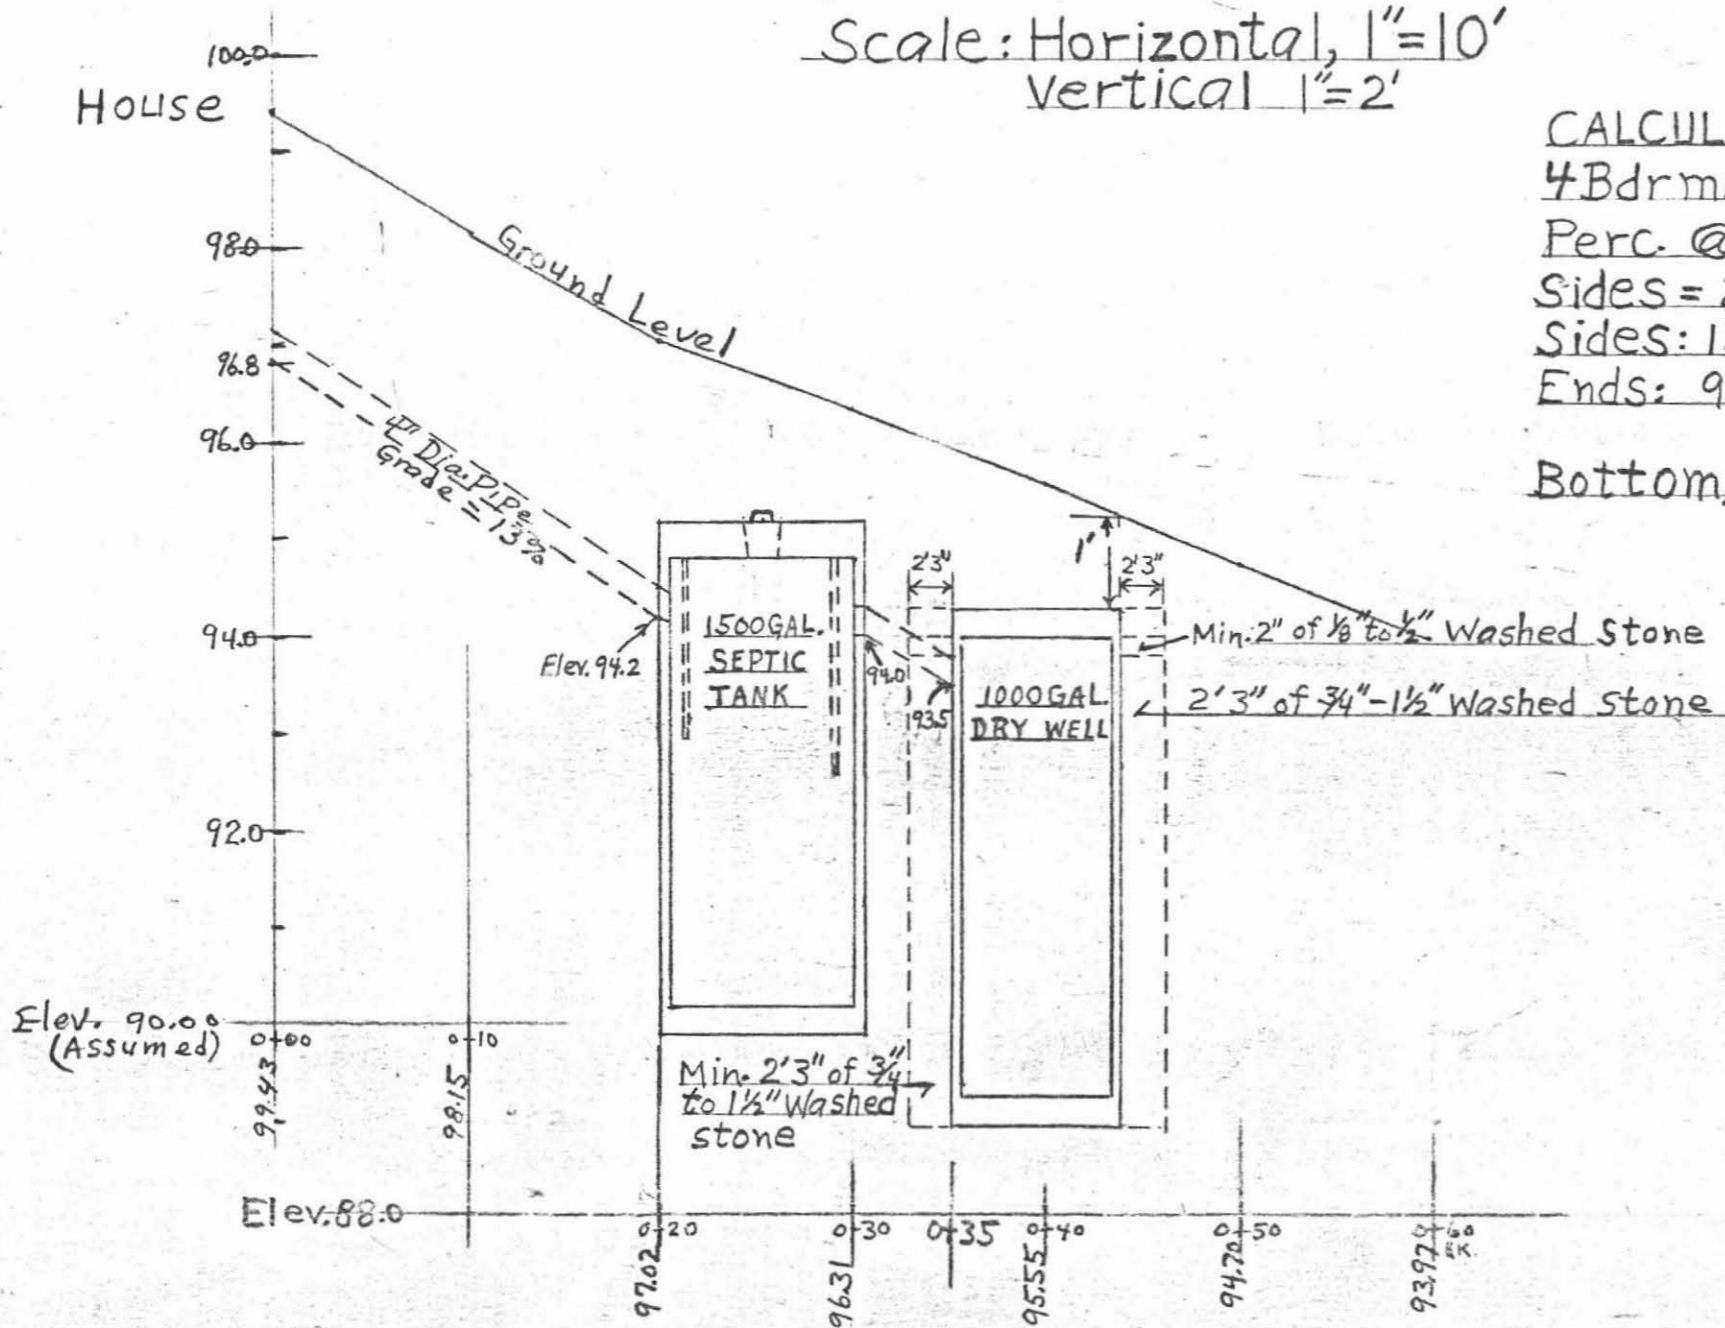 Scale: Horizontal, 1"=10'
Vertical 1"=2'
100.0
House
CALCUL
4 Bdrm.
Perc. @
Sides =
Sides: 1
Ends: 9
Bottom
98.0
Ground Level
96.8
96.0
4" Dia. Pipe
Grade = 13%
94.0
Elev. 94.2
1500 GAL.
SEPTIC
TANK
94.0
93.5
2'3"
1'
2'3"
1000 GAL.
DRY WELL
Min. 2" of 1/8" to 1/2" Washed Stone
2'3" of 3/4"-1 1/2" Washed Stone
92.0
Elev. 90.00
(Assumed)
0+00
0+10
99.43
98.15
Min. 2'3" of 3/4"
to 1 1/2" Washed
stone
Elev. 88.0
0+20
0+30
0+35
0+40
0+50
0+60
97.02
96.31
95.55
94.70
93.92